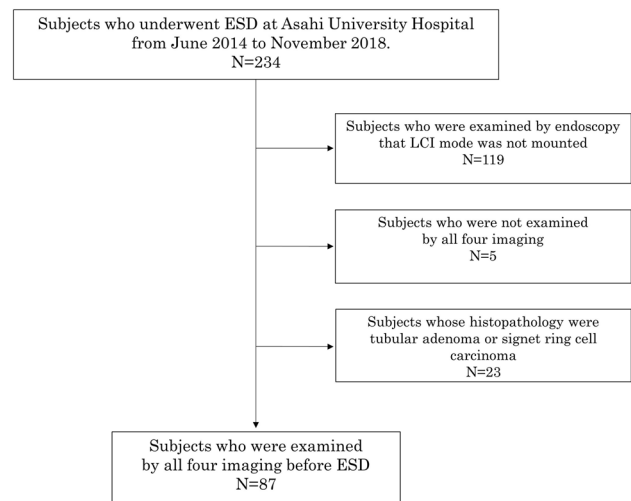 Subjects who underwent ESD at Asahi University Hospital
from June 2014 to November 2018.
N=234
Subjects who were examined by endoscopy
that LCI mode was not mounted
N=119
Subjects who were not examined
by all four imaging
N=5
Subjects whose histopathology were
tubular adenoma or signet ring cell
carcinoma
N=23
Subjects who were examined
by all four imaging before ESD
N=87